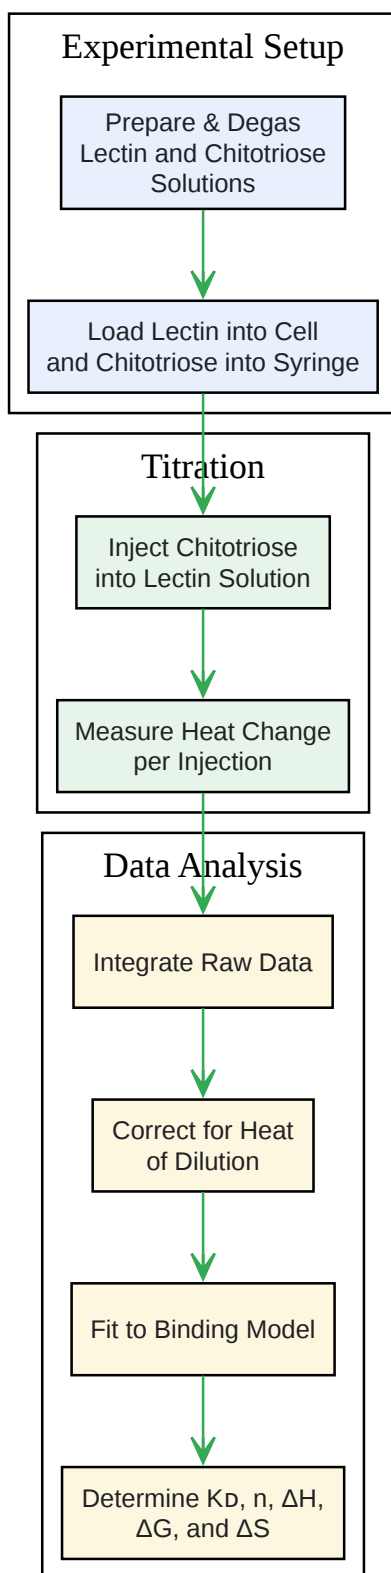 Experimental Setup
Prepare & Degas
Lectin and Chitotriose
Solutions
Load Lectin into Cell
and Chitotriose into Syringe
Titration
Inject Chitotriose
into Lectin Solution
Measure Heat Change
per Injection
Data Analysis
Integrate Raw Data
Correct for Heat
of Dilution
Fit to Binding Model
Determine Kᴅ, n, ΔH,
ΔG, and ΔS